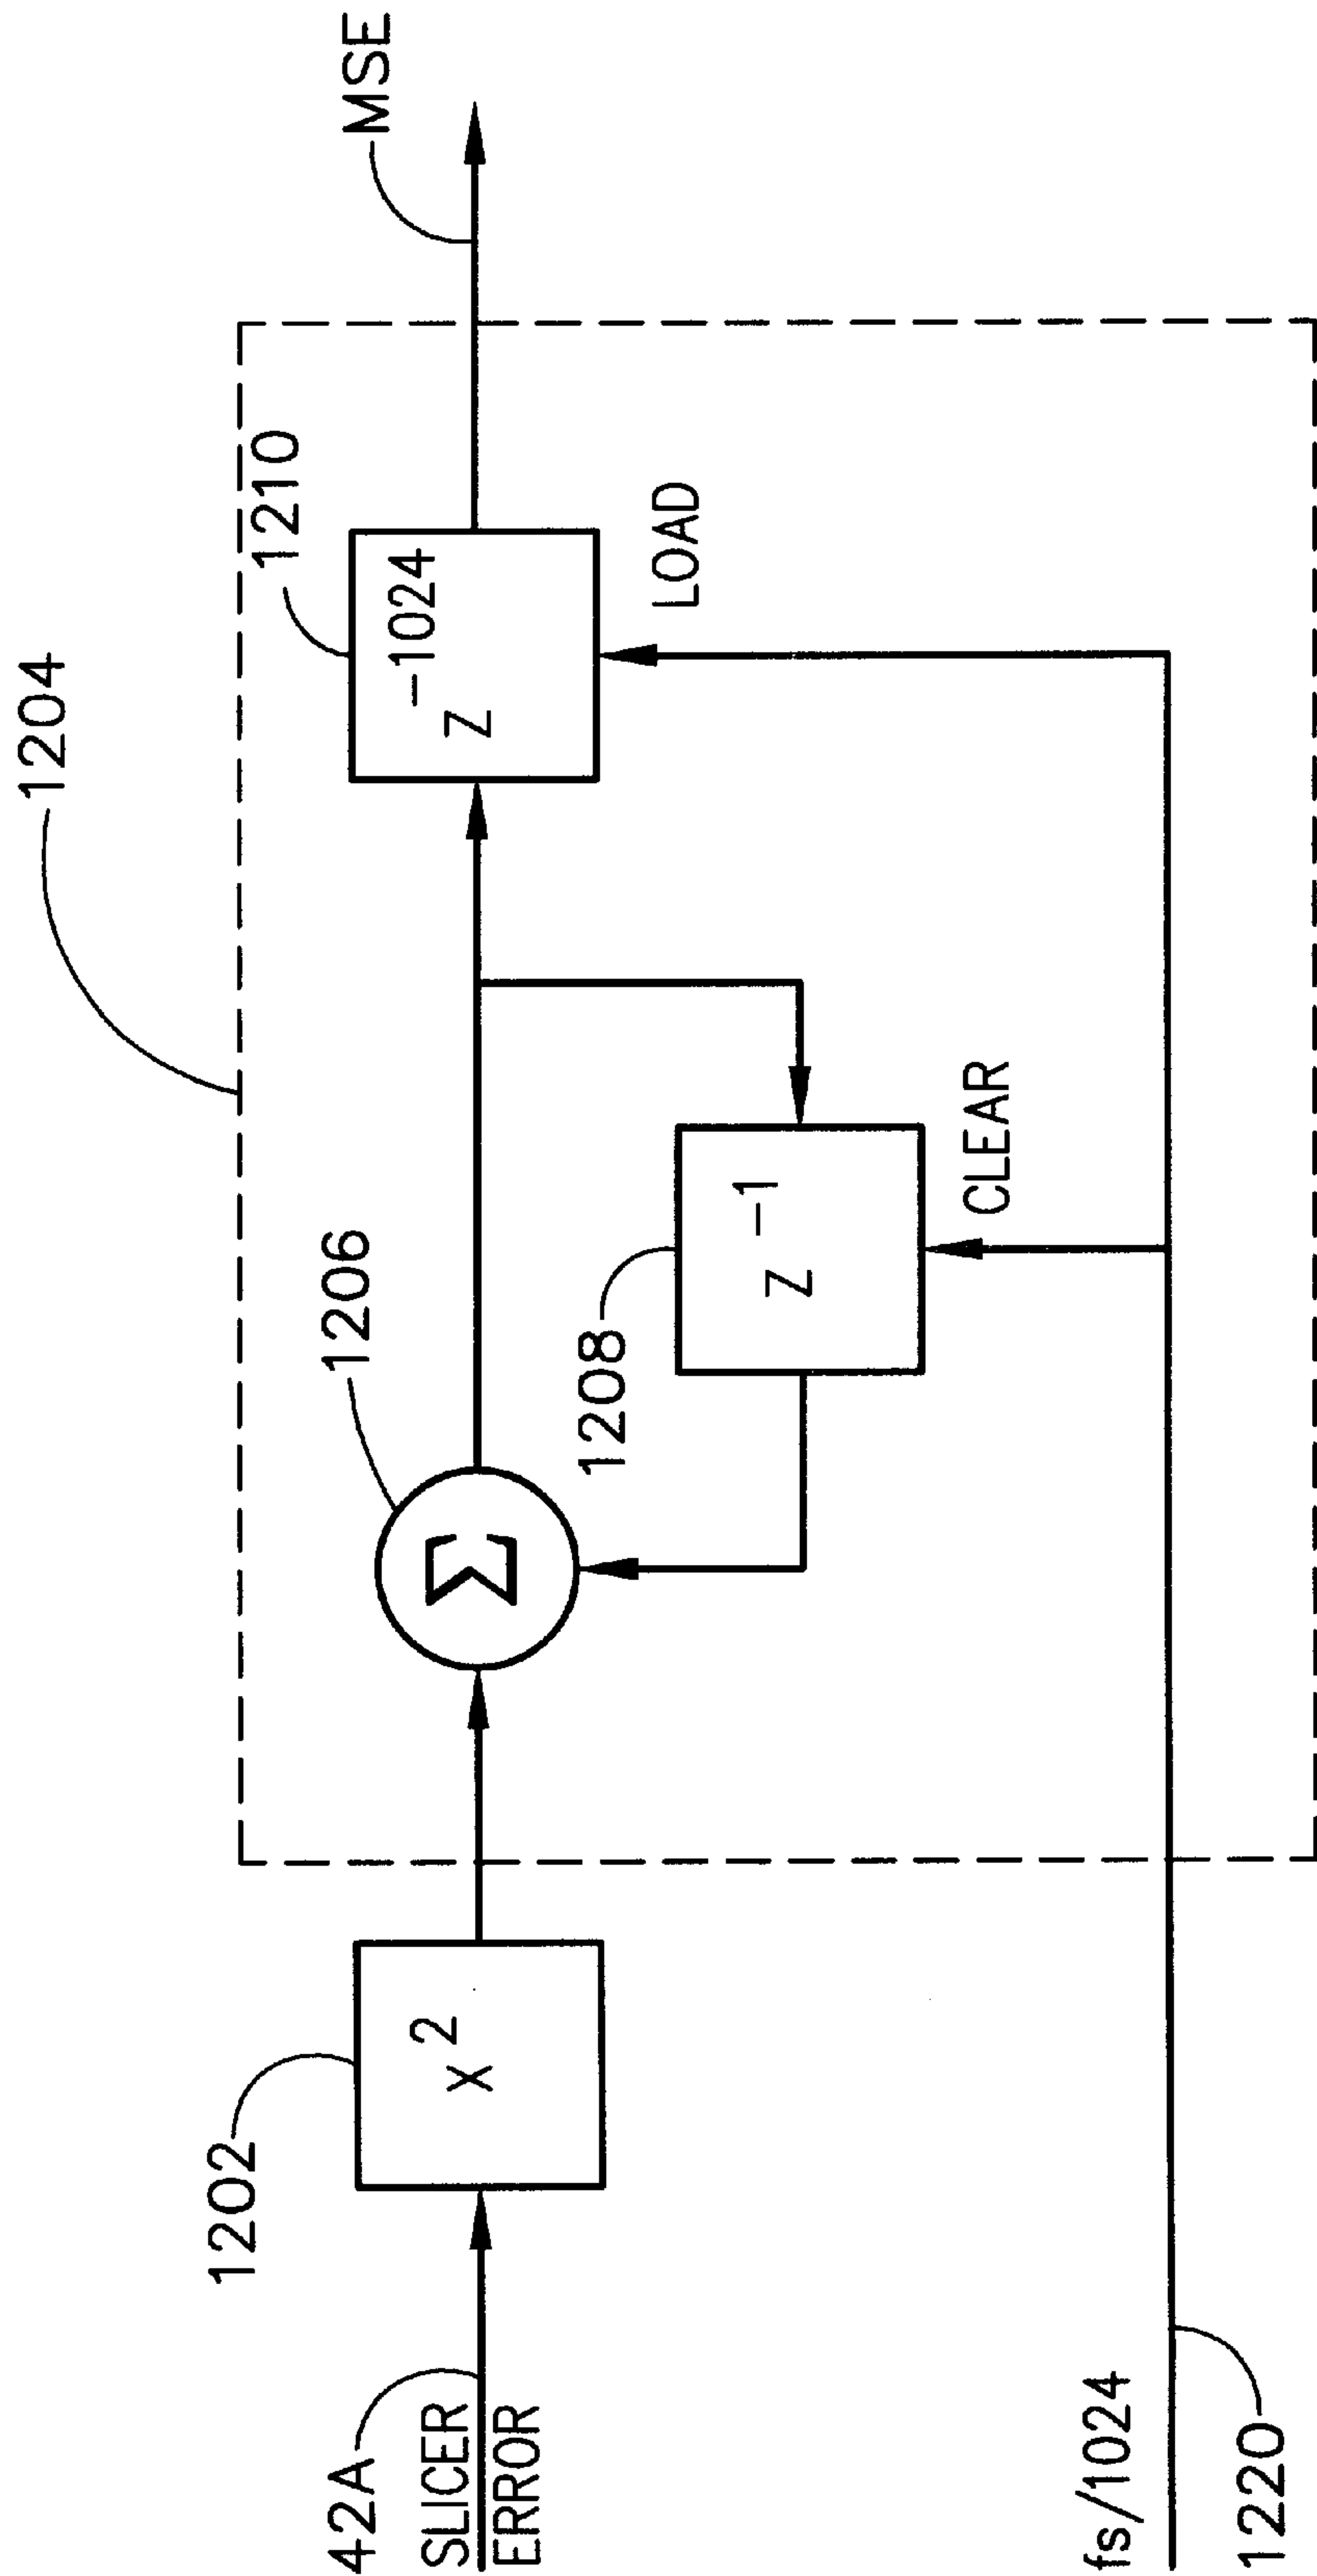 1204
1210
MSE
z^-1024
LOAD
1206
Σ
1208
z^-1
CLEAR
1202
x^2
42A
SLICER
ERROR
fs/1024
1220